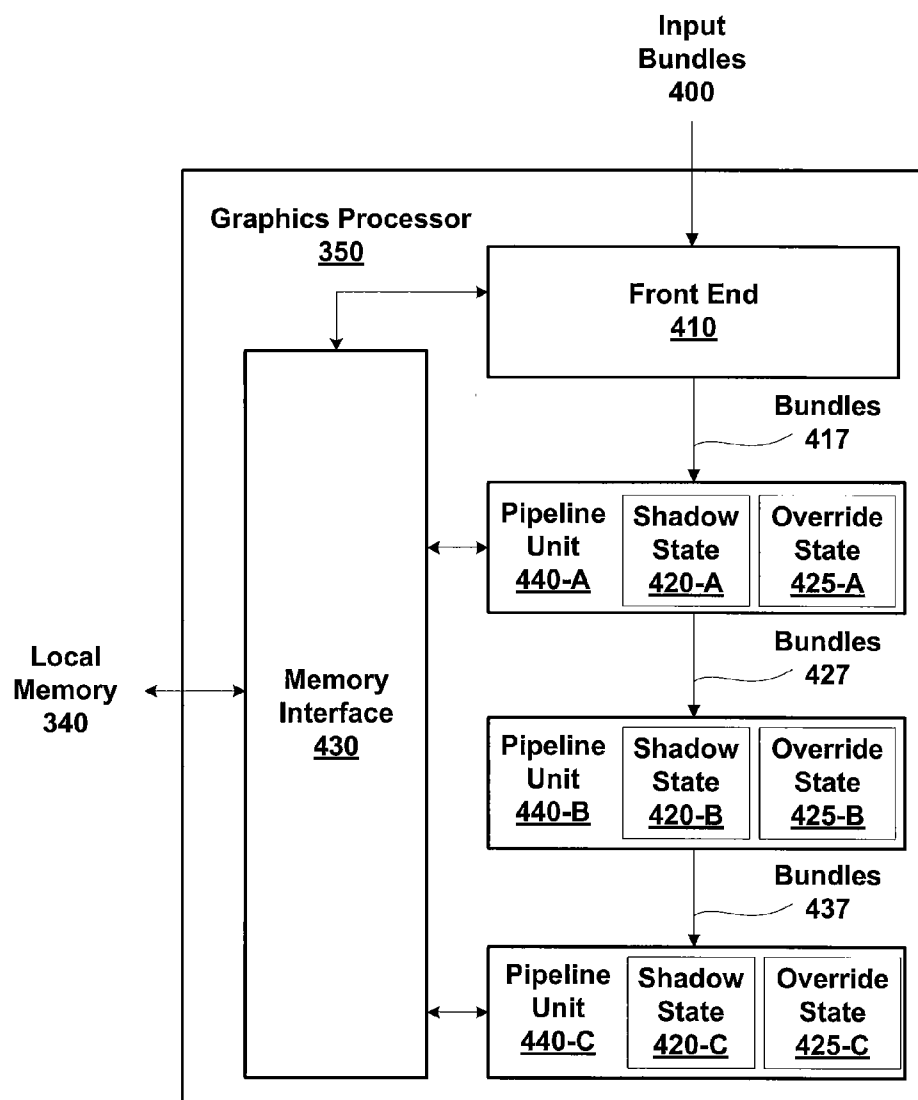 Input
Bundles
400
Graphics Processor
350
Front End
410
Bundles
417
Pipeline
Unit
440-A
Shadow
State
420-A
Override
State
425-A
Bundles
427
Local
Memory
340
Memory
Interface
430
Pipeline
Unit
440-B
Shadow
State
420-B
Override
State
425-B
Bundles
437
Pipeline
Unit
440-C
Shadow
State
420-C
Override
State
425-C